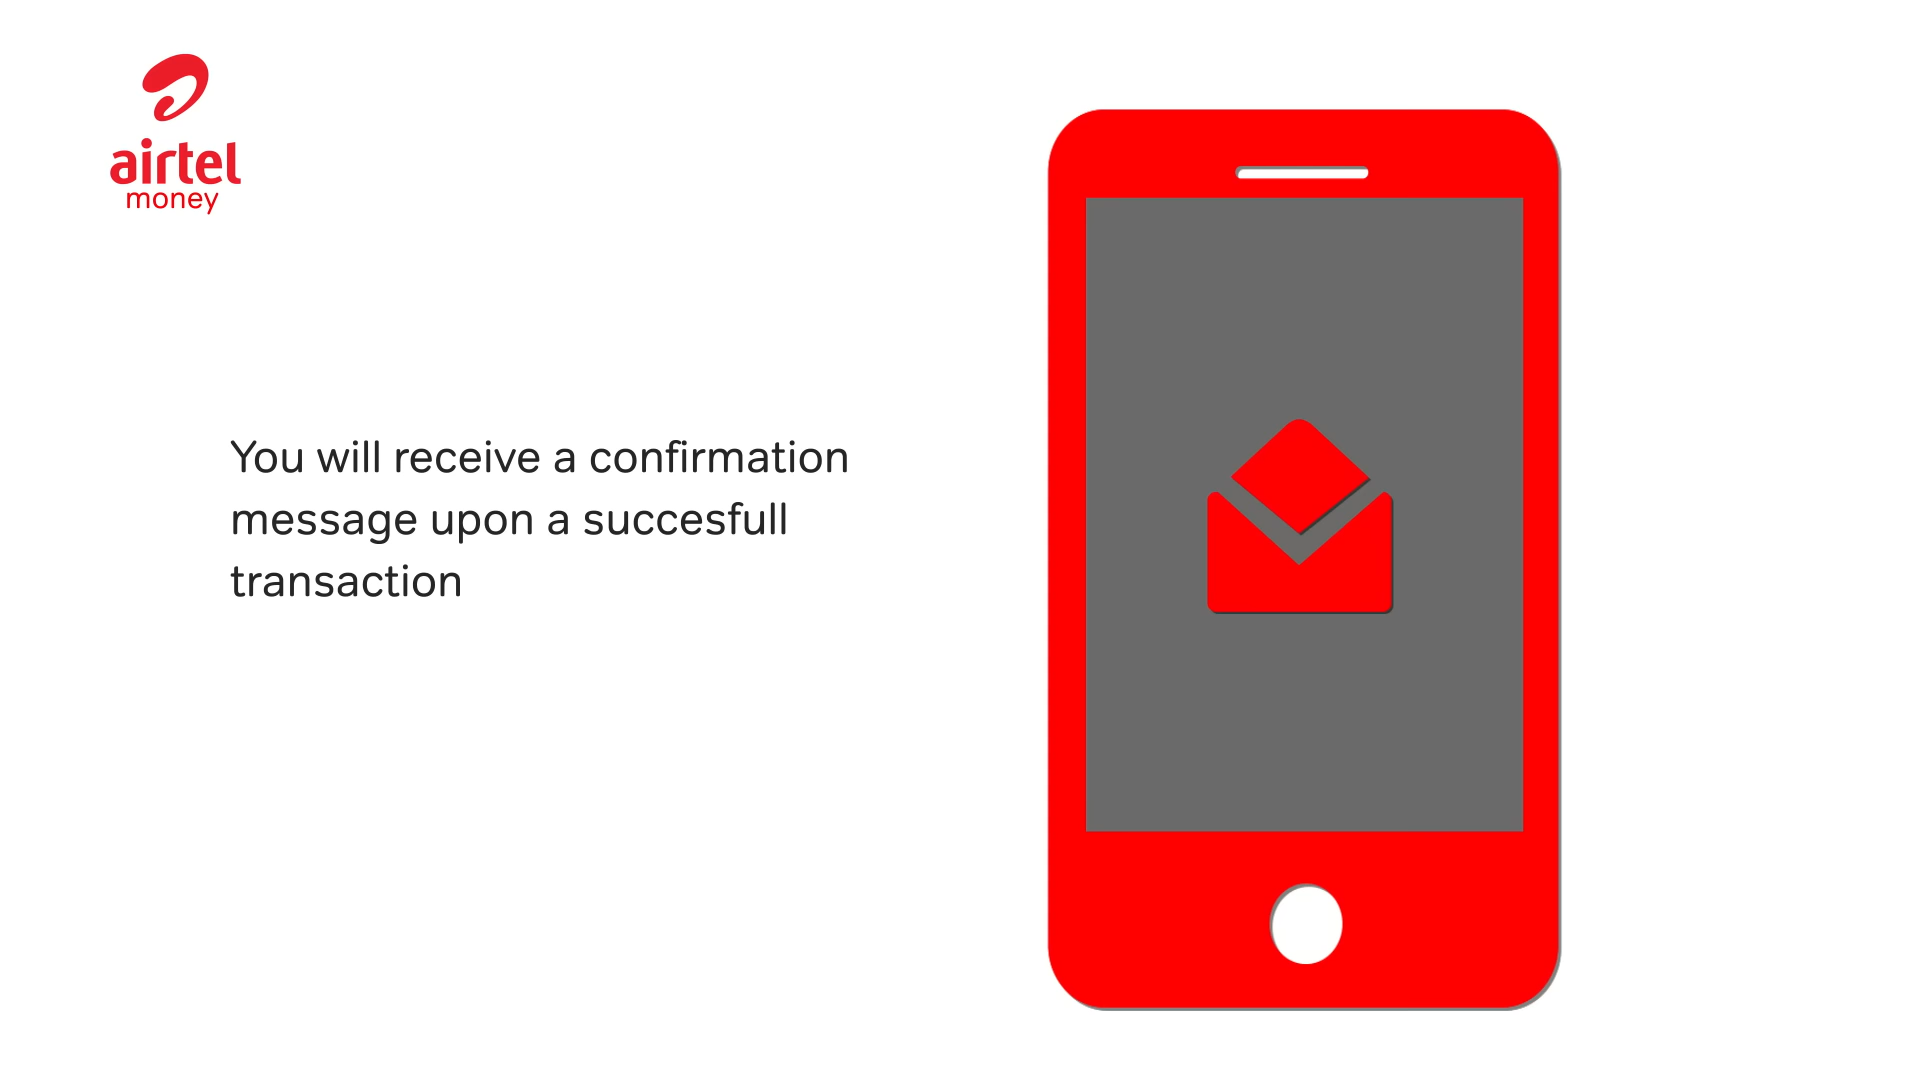 airtel
money
You will receive a confirmation
message upon a succesfull
transaction